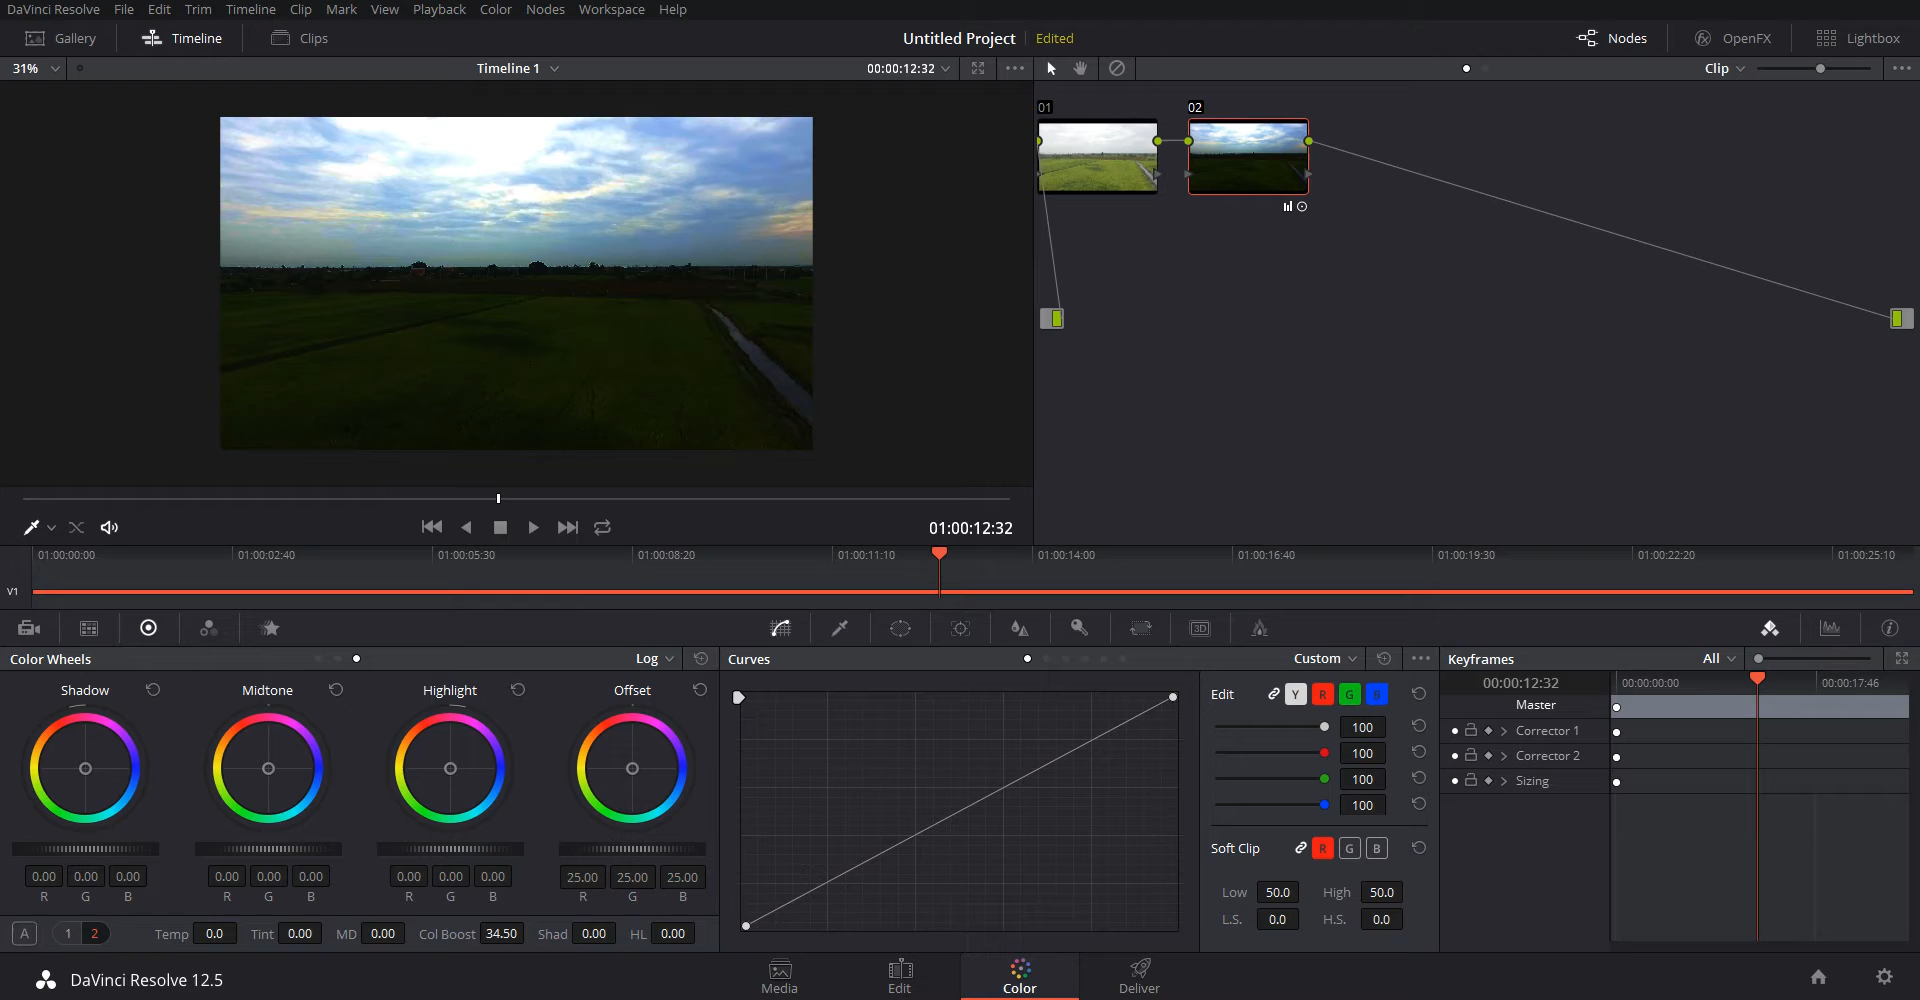 DaVinci Resolve File Edit Trim Timeline Clip Mark View Playback Color Nodes Workspace Help
Gallery Timeline Clips Untitled Project Edited Nodes OpenFX Lightbox
31% Timeline 1 00:00:12:32 Clip
01 02
01:00:12:32
01:00:00:00 01:00:02:40 01:00:05:30 01:00:08:20 01:00:11:10 01:00:14:00 01:00:16:40 01:00:19:30 01:00:22:20 01:00:25:10
V1
3D
Color Wheels Log Curves Custom Keyframes All
Shadow Midtone Highlight Offset Edit Y R G B 00:00:12:32 00:00:00:00 00:00:17:46
Master
100 Corrector 1
100 Corrector 2
100 Sizing
100
Soft Clip R G B
0.00 0.00 0.00 0.00 0.00 0.00 0.00 0.00 0.00 25.00 25.00 25.00 Low 50.0 High 50.0
R G B R G B R G B R G B
L.S. 0.0 H.S. 0.0
A 1 2 Temp 0.0 Tint 0.00 MD 0.00 Col Boost 34.50 Shad 0.00 HL 0.00
DaVinci Resolve 12.5 Media Edit Color Deliver